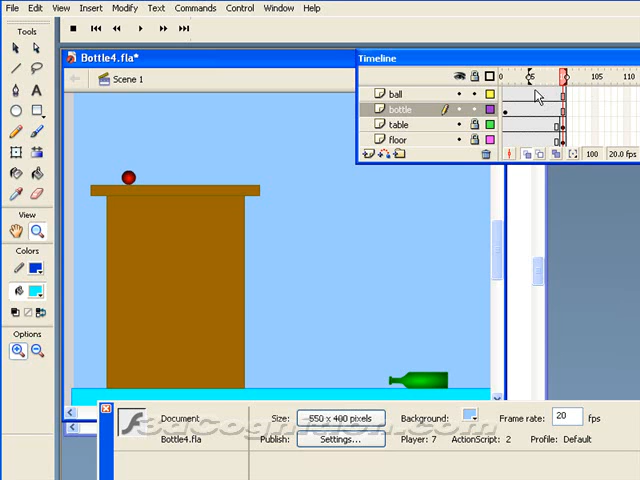 File Edit View Insert Modify Text Commands Control Window Help
Tools
View
Colors
Options
Bottle4.fla*
Scene 1
Timeline
105 110
ball
bottle
table
floor
100 20.0 fps
Document
Bottle4.fla
Size: 550 x 400 pixels Background: Frame rate: 20 fps
Publish: Settings... Player: 7 ActionScript: 2 Profile: Default
3dCognition.com